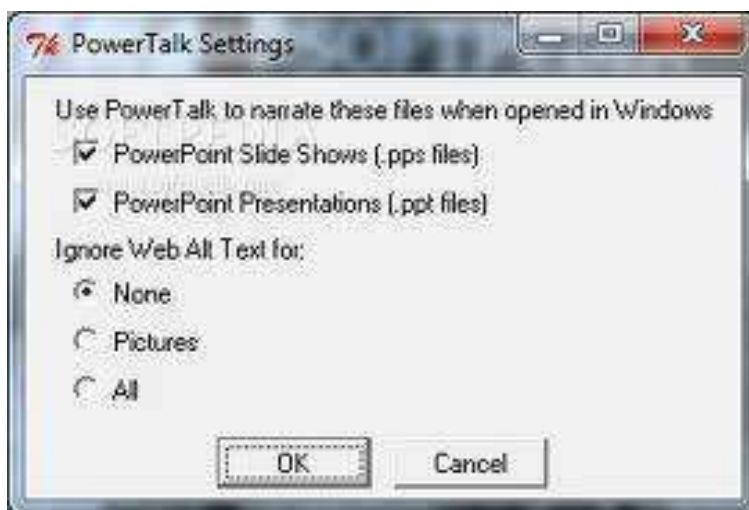 PowerTalk Settings
Use PowerTalk to narrate these files when opened in Windows
PowerPoint Slide Shows (.pps files)
PowerPoint Presentations (.ppt files)
Ignore Web Alt Text for:
None
Pictures
All
OK
Cancel